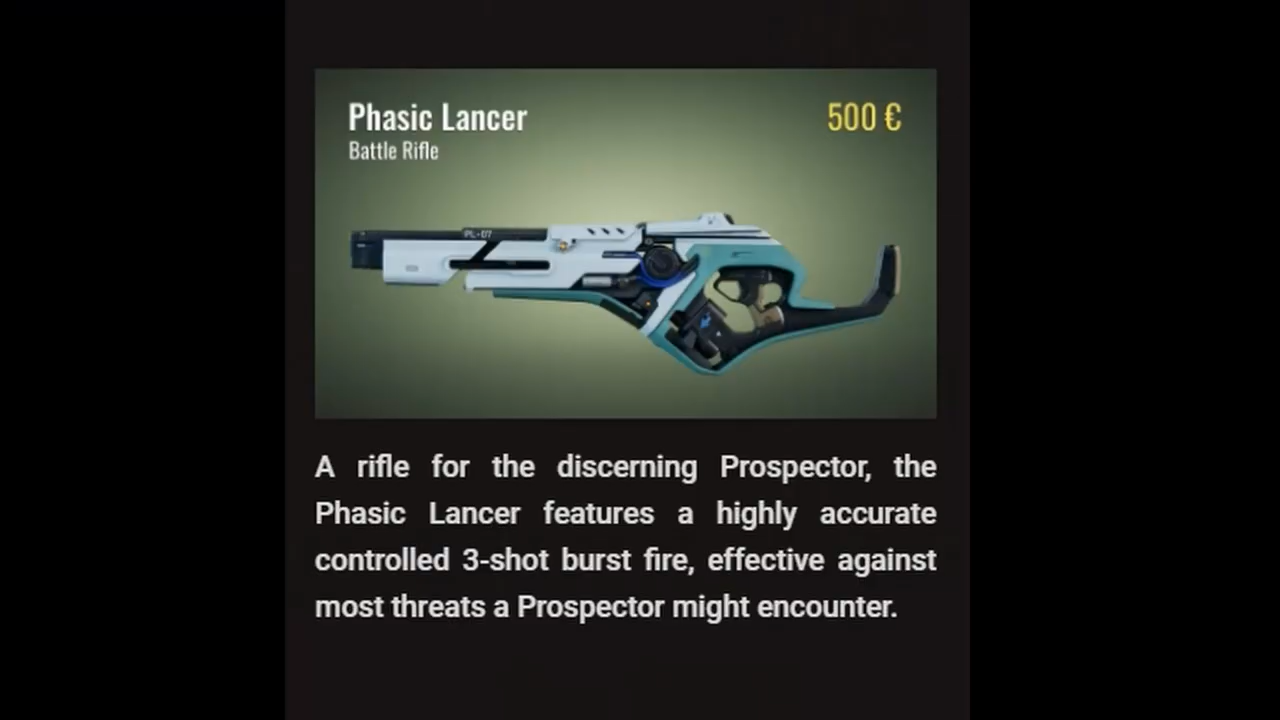 Phasic Lancer
500 €
Battle Rifle
PL-07
A rifle for the discerning Prospector, the
Phasic Lancer features a highly accurate
controlled 3-shot burst fire, effective against
most threats a Prospector might encounter.